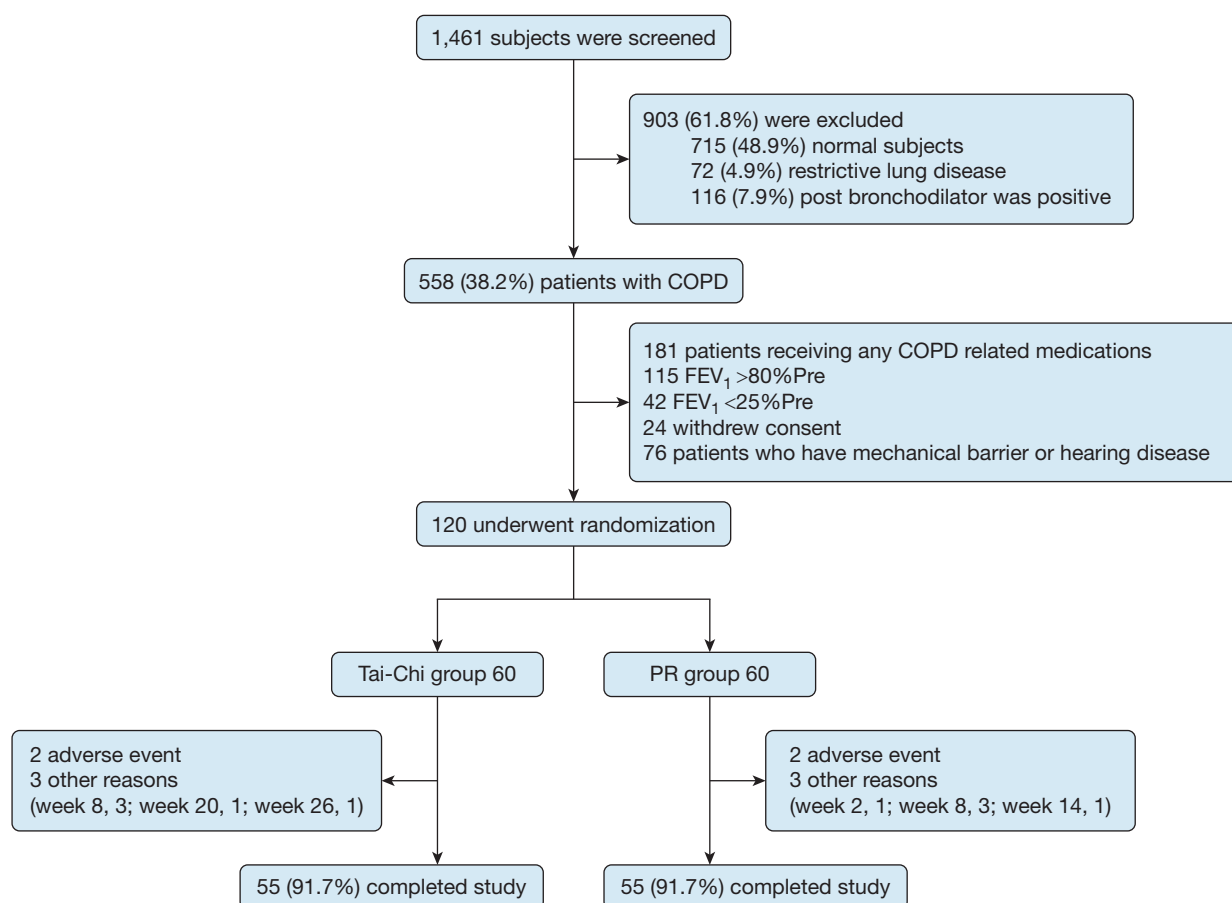 1,461 subjects were screened
903 (61.8%) were excluded
715 (48.9%) normal subjects
72 (4.9%) restrictive lung disease
116 (7.9%) post bronchodilator was positive
558 (38.2%) patients with COPD
181 patients receiving any COPD related medications
115 FEV₁ >80%Pre
42 FEV₁ <25%Pre
24 withdrew consent
76 patients who have mechanical barrier or hearing disease
120 underwent randomization
Tai-Chi group 60
PR group 60
2 adverse event
3 other reasons
(week 8, 3; week 20, 1; week 26, 1)
2 adverse event
3 other reasons
(week 2, 1; week 8, 3; week 14, 1)
55 (91.7%) completed study
55 (91.7%) completed study